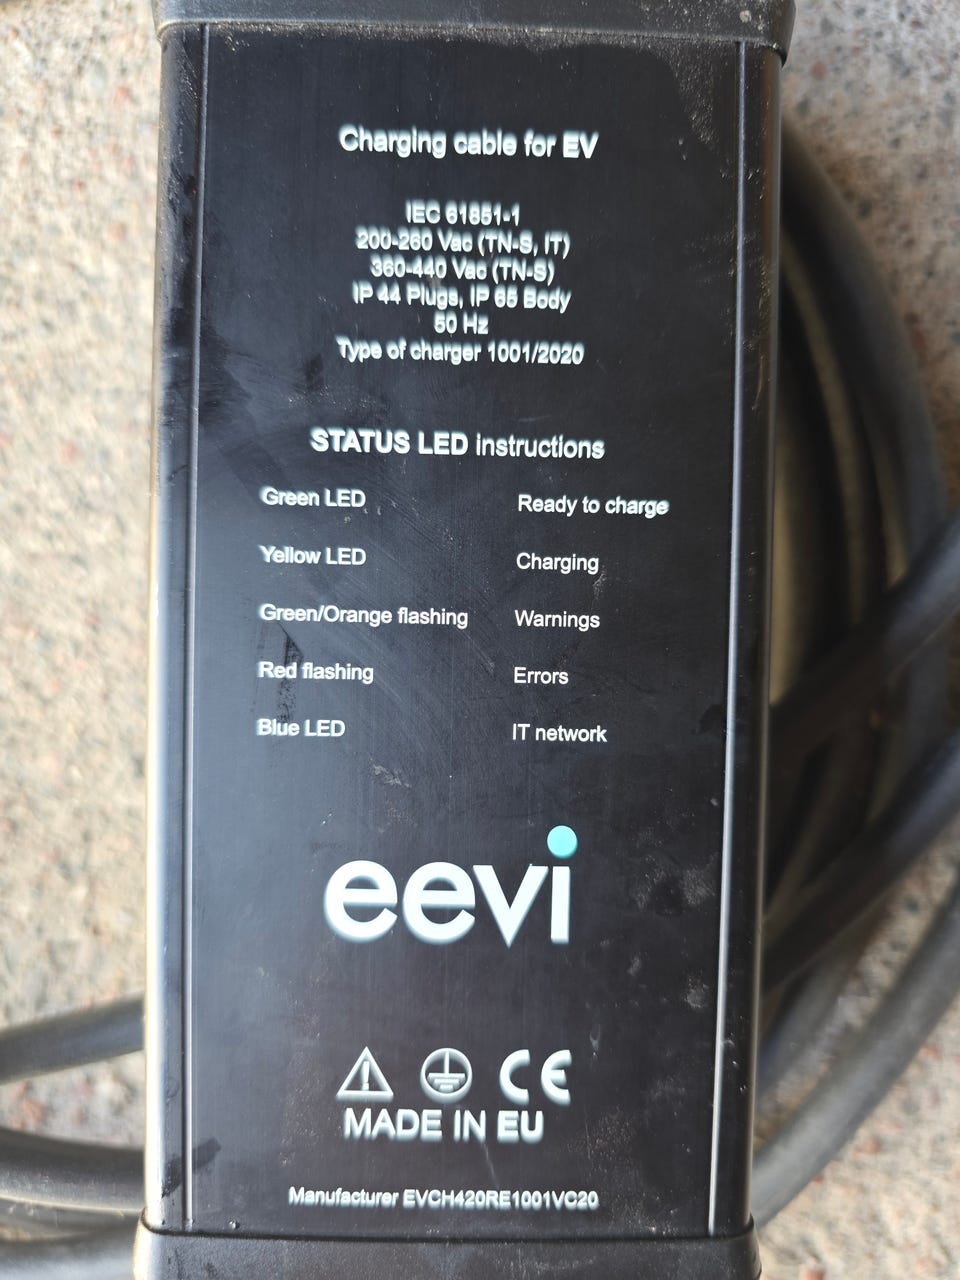 Charging cable for EV
IEC 61851-1
200-260 Vac (TN-S, IT)
360-440 Vac (TN-S)
IP 44 Plugs, IP 65 Body
50 Hz
Type of charger 1001/2020
STATUS LED instructions
Green LED Ready to charge
Yellow LED Charging
Green/Orange flashing Warnings
Red flashing Errors
Blue LED IT network
eevi
CE
MADE IN EU
Manufacturer EVCH420RE1001VC20